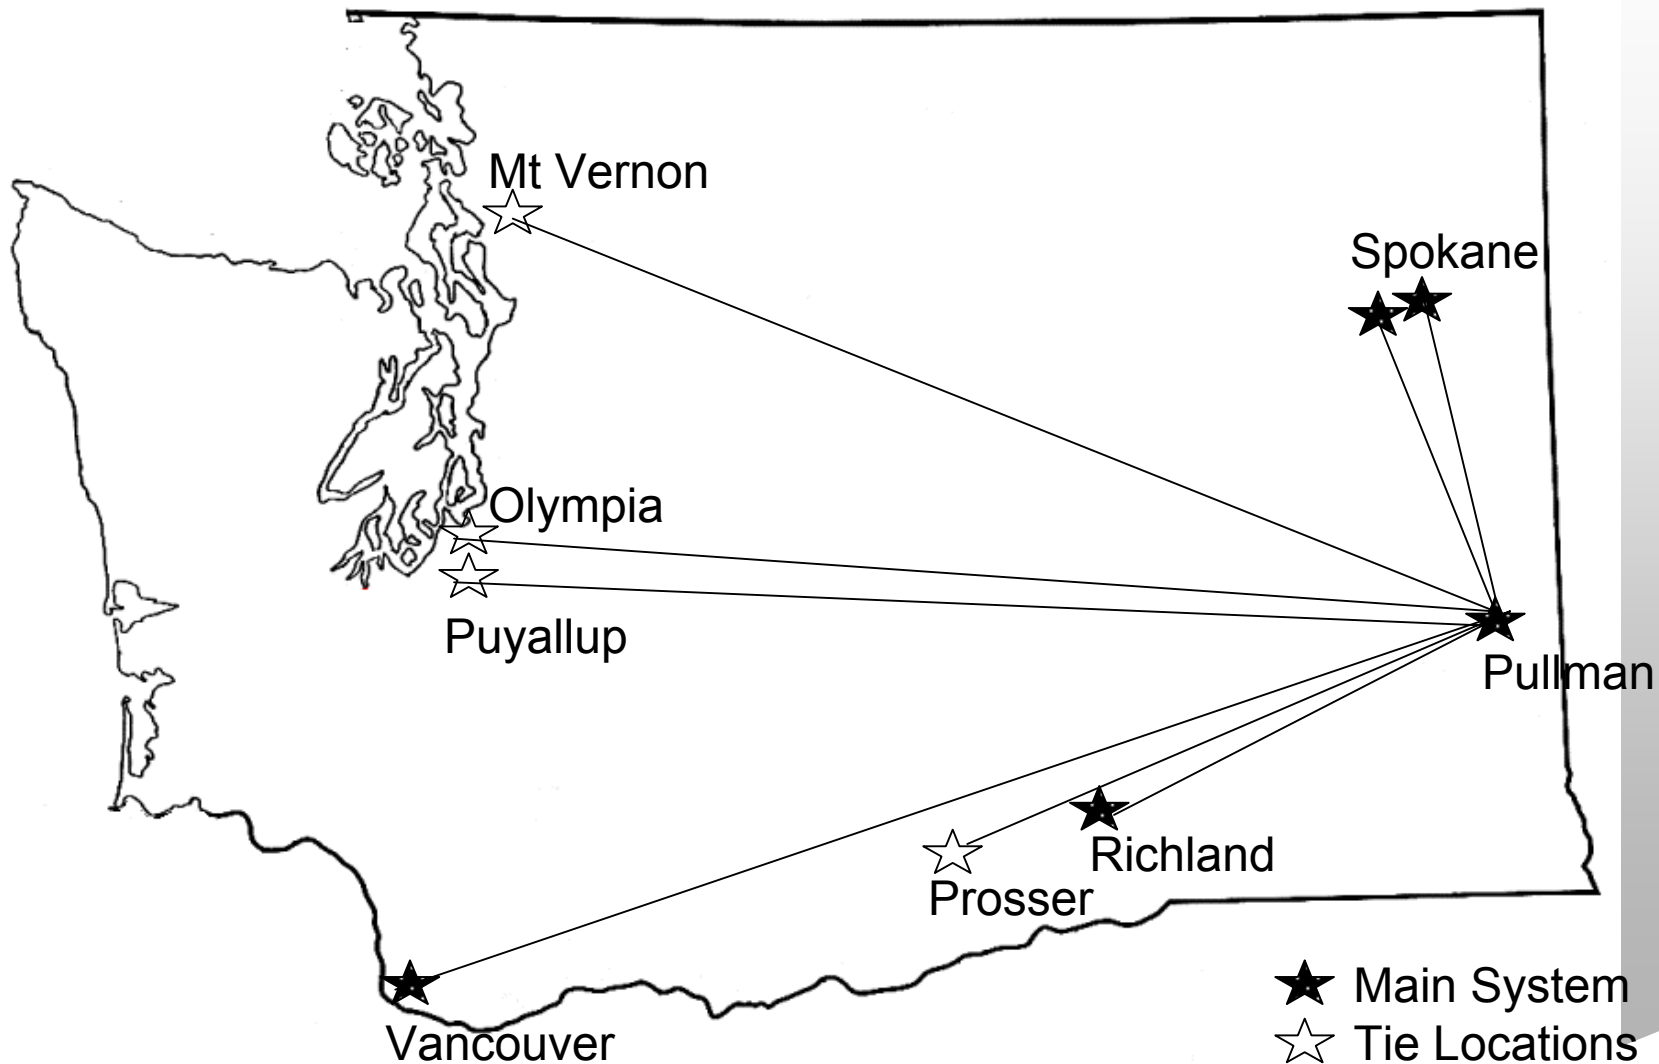 Mt Vernon
Spokane
Olympia
Puyallup
Pullman
Richland
Prosser
Vancouver
Main System
Tie Locations